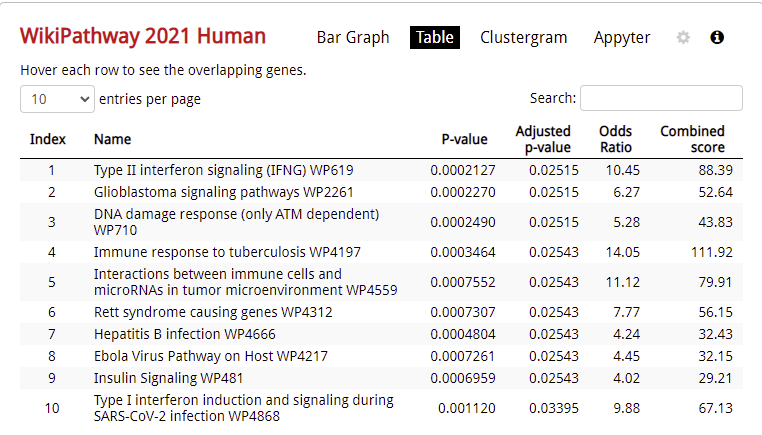 WikiPathway 2021 Human Bar Graph Table Clustergram Appyter
Hover each row to see the overlapping genes.
10 entries per page Search:
Index Name P-value Adjusted p-value Odds Ratio Combined score
1 Type II interferon signaling (IFNG) WP619 0.0002127 0.02515 10.45 88.39
2 Glioblastoma signaling pathways WP2261 0.0002270 0.02515 6.27 52.64
3 DNA damage response (only ATM dependent) WP710 0.0002490 0.02515 5.28 43.83
4 Immune response to tuberculosis WP4197 0.0003464 0.02543 14.05 111.92
5 Interactions between immune cells and microRNAs in tumor microenvironment WP4559 0.0007552 0.02543 11.12 79.91
6 Rett syndrome causing genes WP4312 0.0007307 0.02543 7.77 56.15
7 Hepatitis B infection WP4666 0.0004804 0.02543 4.24 32.43
8 Ebola Virus Pathway on Host WP4217 0.0007261 0.02543 4.45 32.15
9 Insulin Signaling WP481 0.0006959 0.02543 4.02 29.21
10 Type I interferon induction and signaling during SARS-CoV-2 infection WP4868 0.001120 0.03395 9.88 67.13